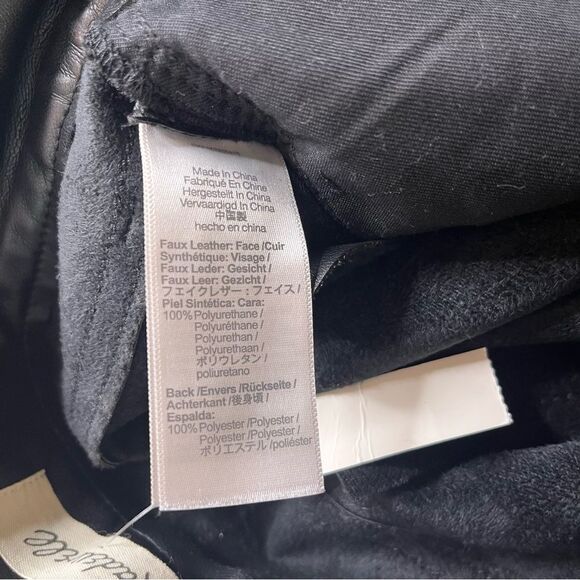 Made In China
Fabriqué En Chine
Hergestellt In China
Vervaardigd In China
中国製
hecho en china
Faux Leather: Face /Cuir
Synthétique: Visage /
Faux Leder: Gesicht /
Faux Leer: Gezicht /
フェイクレザー : フェイス /
Piel Sintética: Cara:
100% Polyurethane /
Polyuréthane /
Polyurethan /
Polyurethaan /
ポリウレタン /
poliuretano
Back /Envers /Rückseite /
Achterkant /後身頃 /
Espalda:
100% Polyester / Polyester /
Polyester / Polyester /
ポリエステル /poliéster